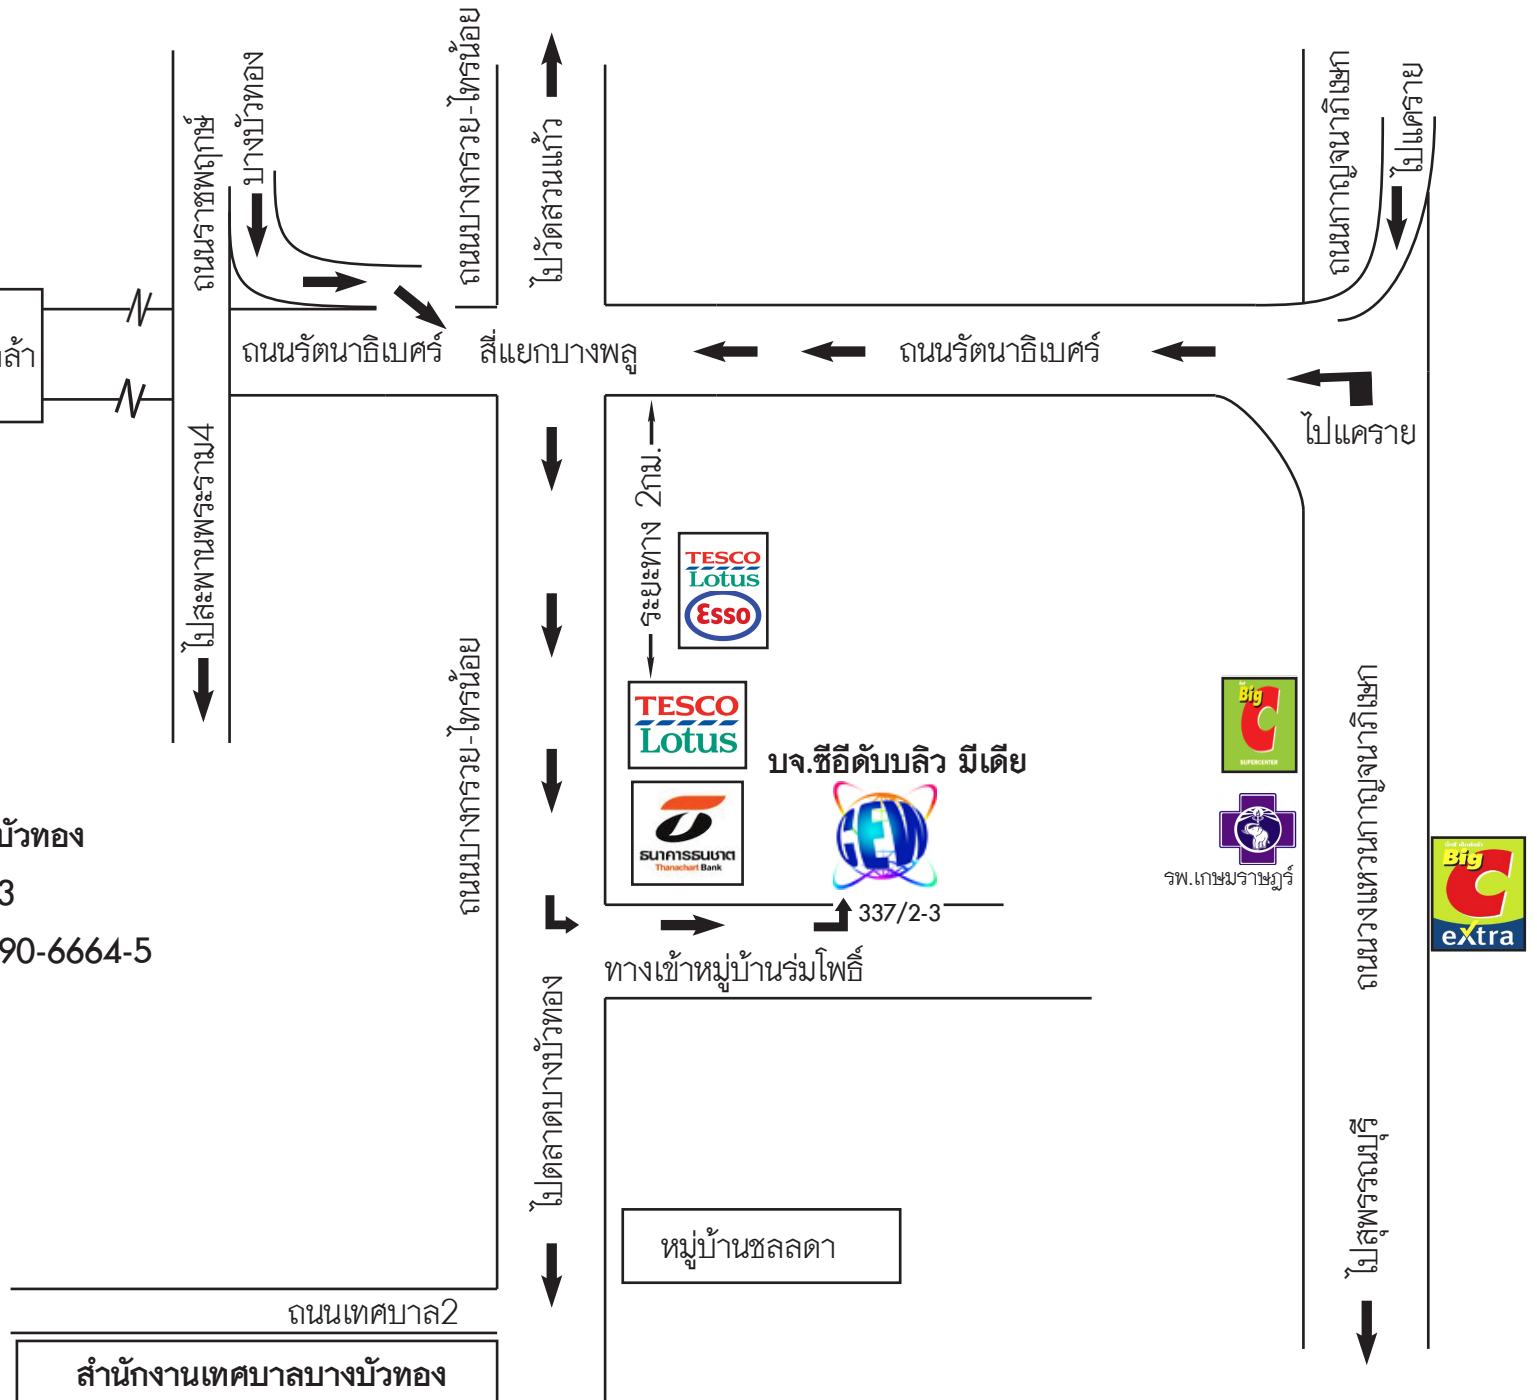 ถนนราชพฤกษ์
บางบัวทอง
ถนนบางกรวย-ไทรน้อย
ไปวัดสวนแก้ว
ถนนกาญจนาภิเษก
ไปแคราย
ล้า
ถนนรัตนาธิเบศร์
สี่แยกบางพลู
ถนนรัตนาธิเบศร์
ไปแคราย
ไปสะพานพระราม4
ระยะทาง 2กม.
TESCO
Lotus
Esso
TESCO
Lotus
บจ.ซีอีดับบลิว มีเดีย
CEW
ธนาคารธนชาต
Thanachart Bank
ถนนบางกรวย-ไทรน้อย
Big
C
SUPERCENTER
รพ.เกษมราษฎร์
ถนนวงแหวนกาญจนาภิเษก
Big
C
extra
บัวทอง
3
90-6664-5
337/2-3
ทางเข้าหมู่บ้านร่มโพธิ์
ไปตลาดบางบัวทอง
ไปสุพรรณบุรี
หมู่บ้านชลลดา
ถนนเทศบาล2
สำนักงานเทศบาลบางบัวทอง